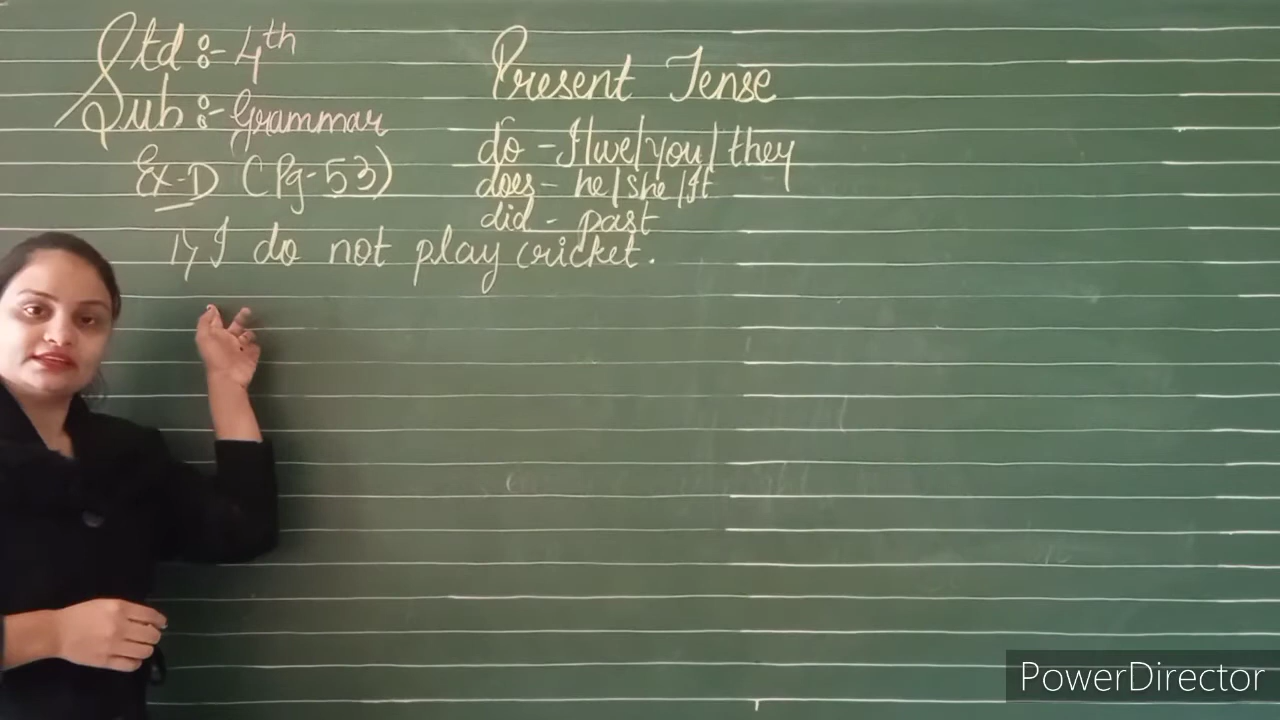 Std :- 4th
Sub :- Grammar
Ex-D (Pg-53)
Present Tense
do - I/we/you/they
does - he/she/It
did - past
1) I do not play cricket.
PowerDirector